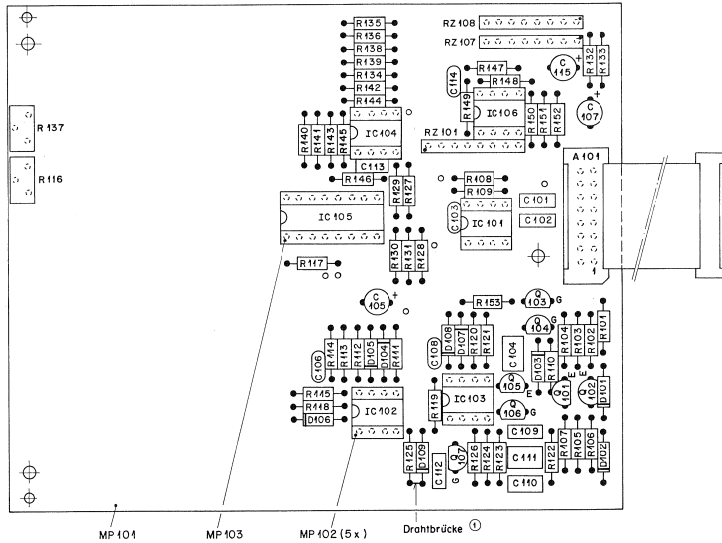 R135
R136
R138
R139
R134
R142
R144
RZ108
RZ107
C115
+
R132
R133
C114
R147
R148
R149
IC106
R150
R151
R152
+
C107
R137
R116
R140
R141
R143
R145
IC104
C113
R146
RZ101
A101
R129
R127
R108
R109
C101
C102
C103
IC101
IC105
R130
R131
R128
R117
1
C105
+
R153
Q103
G
Q104
G
C106
R114
R113
R112
D105
D104
R111
C108
D108
D107
R120
R121
C104
D103
R110
R104
R103
R102
R101
R115
R118
D106
IC102
R119
IC103
Q105
E
Q106
G
E
E
Q101
Q102
D101
R125
D109
C112
Q107
G
R126
R124
R123
C109
C111
C110
R122
R107
R105
R106
D102
MP101
MP103
MP102 (5x)
Drahtbrücke ①